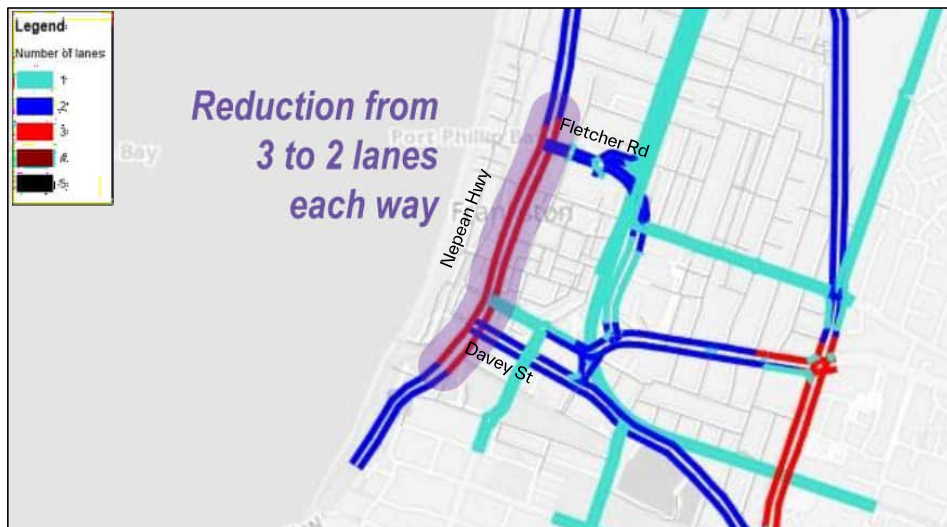 Legend
Number of lanes
1
2
3
4
5
Reduction from
3 to 2 lanes
each way
Fletcher Rd
Port Phillip Ba
Bay
Nepean Hwy
Frankston
Davey St